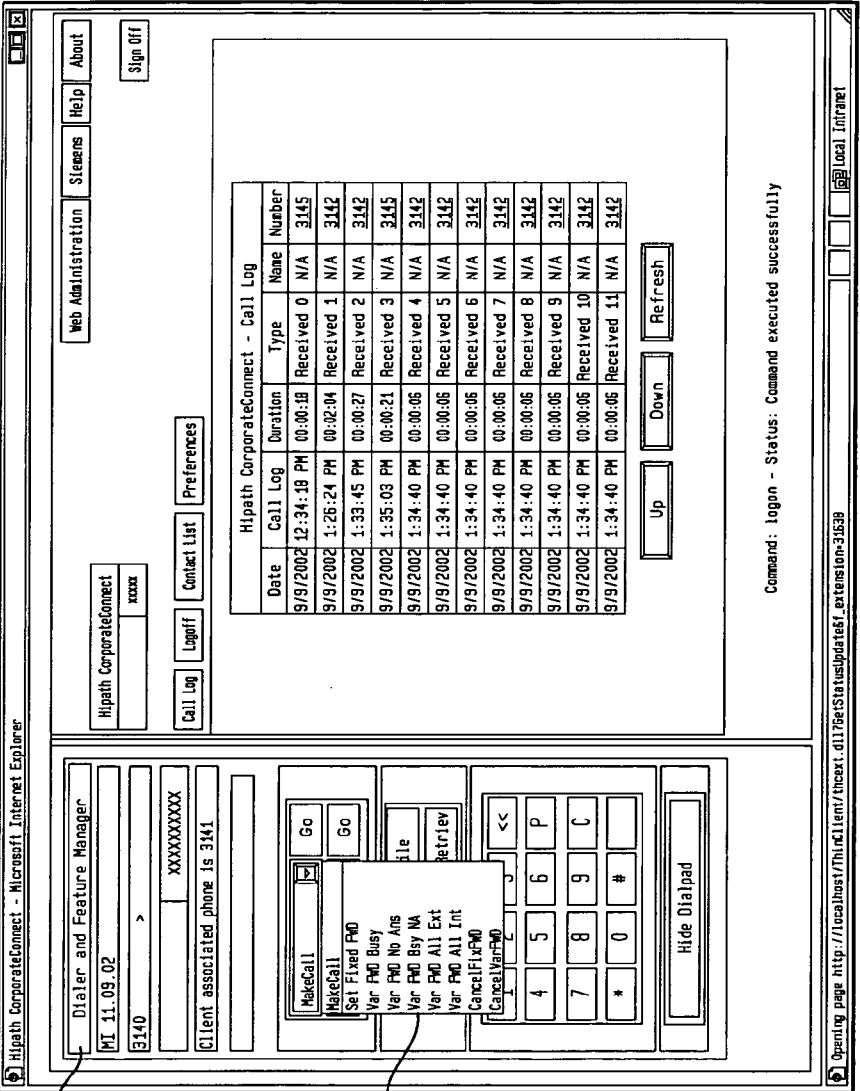 Hipath CorporateConnect - Microsoft Internet Explorer
Dialer and Feature Manager
MI 11.09.02
3140 >
XXXXXXXXXX
Client associated phone is 3141
MakeCall Go
MakeCall Go
Set Fixed FWD
Var FWD Busy
Var FWD No Ans
Var FWD Bsy NA
Var FWD All Ext
Var FWD All Int
CancelFixFWD
CancelVarFWD
ile
Retriev
1 2 3 <<
4 5 6 P
7 8 9 C
* 0 #
Hide Dialpad
Web Administration Siemens Help About
Sign Off
Hipath CorporateConnect
xxxxx
Call Log Logoff Contact List Preferences
Hipath CorporateConnect - Call Log
Date Call Log Duration Type Name Number
9/9/2002 12:34:18 PM 00:00:18 Received 0 N/A 3145
9/9/2002 1:26:24 PM 00:02:04 Received 1 N/A 3142
9/9/2002 1:33:45 PM 00:00:27 Received 2 N/A 3142
9/9/2002 1:35:03 PM 00:00:21 Received 3 N/A 3145
9/9/2002 1:34:40 PM 00:00:06 Received 4 N/A 3142
9/9/2002 1:34:40 PM 00:00:06 Received 5 N/A 3142
9/9/2002 1:34:40 PM 00:00:06 Received 6 N/A 3142
9/9/2002 1:34:40 PM 00:00:06 Received 7 N/A 3142
9/9/2002 1:34:40 PM 00:00:06 Received 8 N/A 3142
9/9/2002 1:34:40 PM 00:00:06 Received 9 N/A 3142
9/9/2002 1:34:40 PM 00:00:06 Received 10 N/A 3142
9/9/2002 1:34:40 PM 00:00:06 Received 11 N/A 3142
Up Down Refresh
Command: logon - Status: Command executed successfully
Opening page http://localhost/ThinClient/thcext.dll?GetStatusUpdate&f_extension=31638
Local Intranet